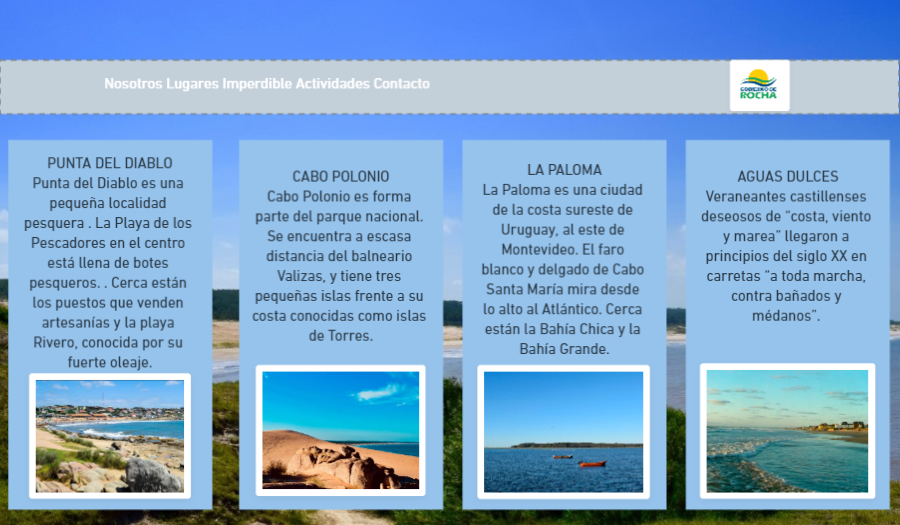 Nosotros Lugares Imperdible Actividades Contacto
GOBIERNO DE
ROCHA
PUNTA DEL DIABLO
Punta del Diablo es una
pequeña localidad
pesquera . La Playa de los
Pescadores en el centro
está llena de botes
pesqueros. . Cerca están
los puestos que venden
artesanías y la playa
Rivero, conocida por su
fuerte oleaje.
CABO POLONIO
Cabo Polonio es forma
parte del parque nacional.
Se encuentra a escasa
distancia del balneario
Valizas, y tiene tres
pequeñas islas frente a su
costa conocidas como islas
de Torres.
LA PALOMA
La Paloma es una ciudad
de la costa sureste de
Uruguay, al este de
Montevideo. El faro
blanco y delgado de Cabo
Santa María mira desde
lo alto al Atlántico. Cerca
están la Bahía Chica y la
Bahía Grande.
AGUAS DULCES
Veraneantes castillenses
deseosos de “costa, viento
y marea” llegaron a
principios del siglo XX en
carretas “a toda marcha,
contra bañados y
médanos”.